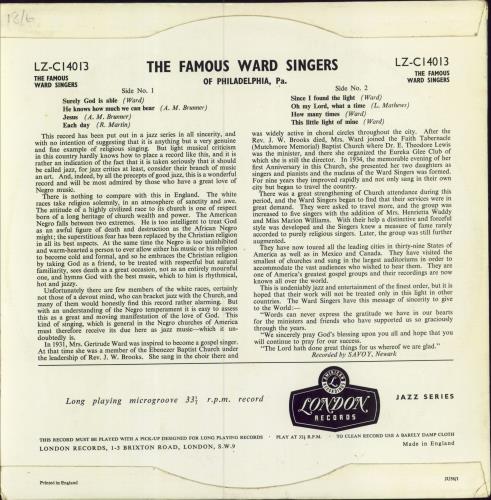 18/6
LZ-C14013
THE FAMOUS
WARD SINGERS
THE FAMOUS WARD SINGERS
OF PHILADELPHIA, Pa.
LZ-C14013
THE FAMOUS
WARD SINGERS
Side No. 1
Surely God is able (Ward)
He knows how much we can bear (A. M. Brunner)
Jesus (A. M. Brunner)
Each day (R. Martin)
Side No. 2
Since I found the light (Ward)
Oh my Lord, what a time (L. Mathews)
How many times (Ward)
This little light of mine (Ward)
This record has been put out in a jazz series in all sincerity, and
with no intention of suggesting that it is anything but a very genuine
and fine example of religious singing. But light musical criticism
in this country hardly knows how to place a record like this, and it is
rather an indication of the fact that it is taken seriously that it should
be called jazz, for jazz critics at least, consider their branch of music
an art. And, indeed, by all the precepts of good jazz, this is a wonderful
record and will be most admired by those who have a great love of
Negro music.
There is nothing to compare with this in England. The white
races take religion solemnly, in an atmosphere of sanctity and awe.
The attitude of a highly civilized race to its church is one of respect
born of a long heritage of church wealth and power. The American
Negro falls between two extremes. He is too intelligent to treat God
as an awful figure of death and destruction as the African Negro
might; the superstitious fear has been replaced by the Christian religion
in all its best aspects. At the same time the Negro is too uninhibited
and warm-hearted a person to ever allow either his music or his religion
to become cold and formal, and so he embraces the Christian religion
by taking God as a friend, to be treated with respectful but natural
familiarity, sees death as a great occasion, not as an entirely mournful
one, and hymns God with the best music, which to him is rhythmical,
hot and jazzy.
Unfortunately there are few members of the white races, certainly
not those of a devout mind, who can bracket jazz with the Church, and
many of them would honestly find this record rather alarming. But
with an understanding of the Negro temperament it is easy to assess
this as a great and moving manifestation of the love of God. This
kind of singing, which is general in the Negro churches of America
must therefore receive its due here as jazz music—which it un-
doubtedly is.
In 1931, Mrs. Gertrude Ward was inspired to become a gospel singer.
At that time she was a member of the Ebenezer Baptist Church under
the leadership of Rev. J. W. Brooks. She sang in the choir there and
was widely active in choral circles throughout the city. After the
Rev. J. W. Brooks died, Mrs. Ward joined the Faith Tabernacle
(Mutchmore Memorial) Baptist Church where Dr. E. Theodore Lewis
was the minister, and there she organized the Eureka Glee Club of
which she is still the director. In 1934, the memorable evening of her
first Anniversary in this Church, she presented her two daughters as
singers and pianists and the nucleus of the Ward Singers was formed.
For nine years they improved rapidly and not only sang in their own
city but began to travel the country.
There was a great strengthening of Church attendance during this
period, and the Ward Singers began to find that their services were in
great demand. They were asked to travel more, and the group was
increased to five singers with the addition of Mrs. Henrietta Waddy
and Miss Marion Williams. With their help a distinctive and forceful
style was developed and the Singers knew a measure of fame rarely
accorded purely to religious singers. Later, the group was still further
augmented.
They have now toured all the leading cities in thirty-nine States of
America as well as in Mexico and Canada. They have visited the
smallest of churches and sang in the largest auditoriums in order to
accommodate the vast audiences who wished to hear them. They are
one of America's greatest gospel groups and their recordings are now
known all over the world.
This is undeniably jazz and entertainment of the finest order, but it is
hoped that their work will not be treated only in this light in other
countries. The Ward Singers have this message of sincerity to give
to the World:—
"Words can never express the gratitude we have in our hearts
for the ministers and friends who have supported us so graciously
through the years.
"We sincerely pray God's blessing upon you all and hope that you
will continue to pray for our success.
"The Lord hath done great things for us whereof we are glad."
Recorded by SAVOY, Newark
Long playing microgroove 33⅓ r.p.m. record
LONDON
RECORDS
JAZZ SERIES
THIS RECORD MUST BE PLAYED WITH A PICK-UP DESIGNED FOR LONG PLAYING RECORDS · PLAY AT 33⅓ R.P.M. · TO CLEAN RECORD USE A BARELY DAMP CLOTH
LONDON RECORDS, 1-3 BRIXTON ROAD, LONDON, S.W.9
Made in England
Printed in England